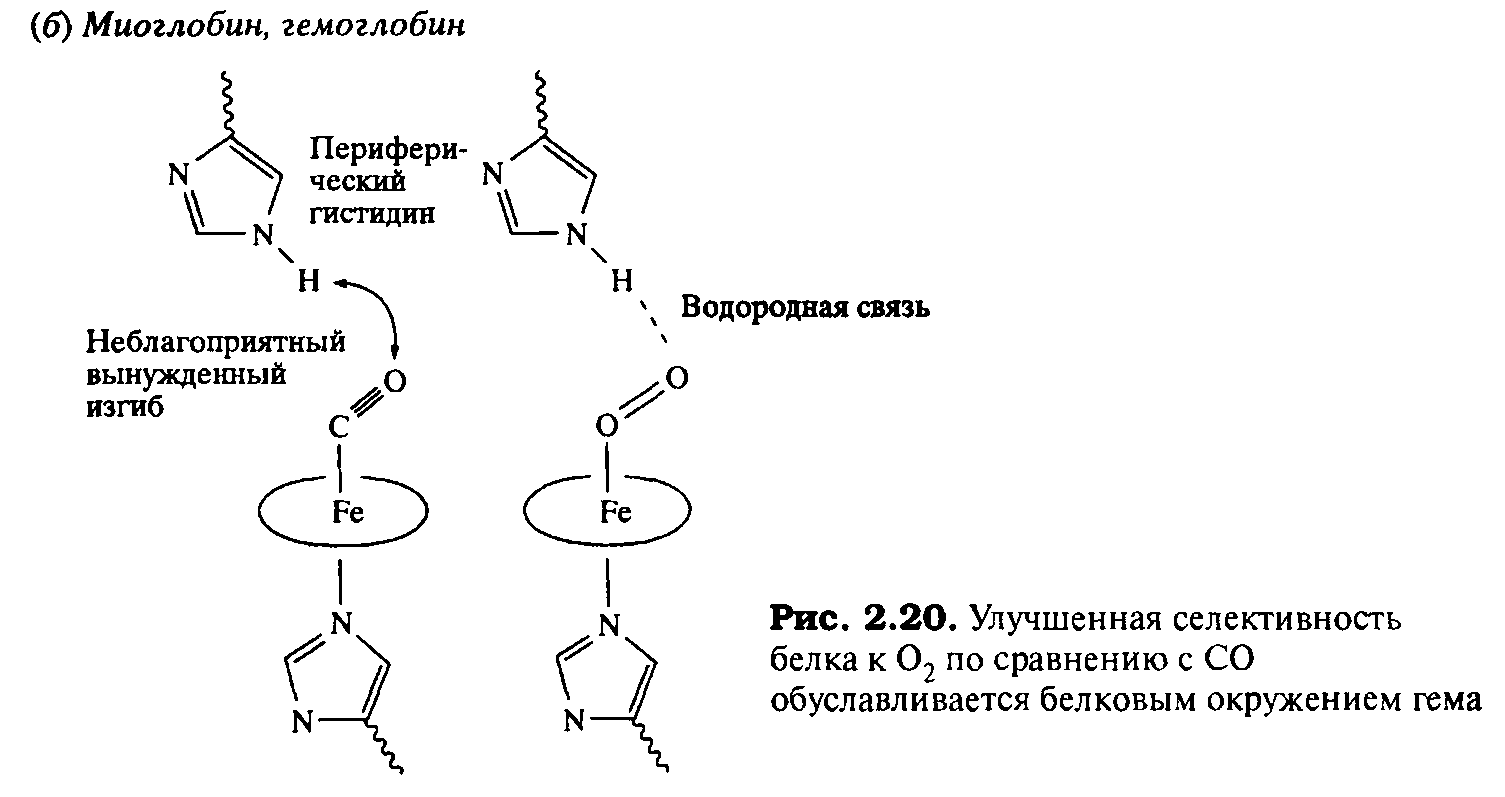 (б) Миоглобин, гемоглобин
Перифери-
ческий
гистидин
N
N
H
N
N
H
Водородная связь
Неблагоприятный
вынужденный
изгиб
O
C
Fe
N
N
O
O
Fe
N
N
Рис. 2.20. Улучшенная селективность
белка к O₂ по сравнению с CO
обуславливается белковым окружением гема